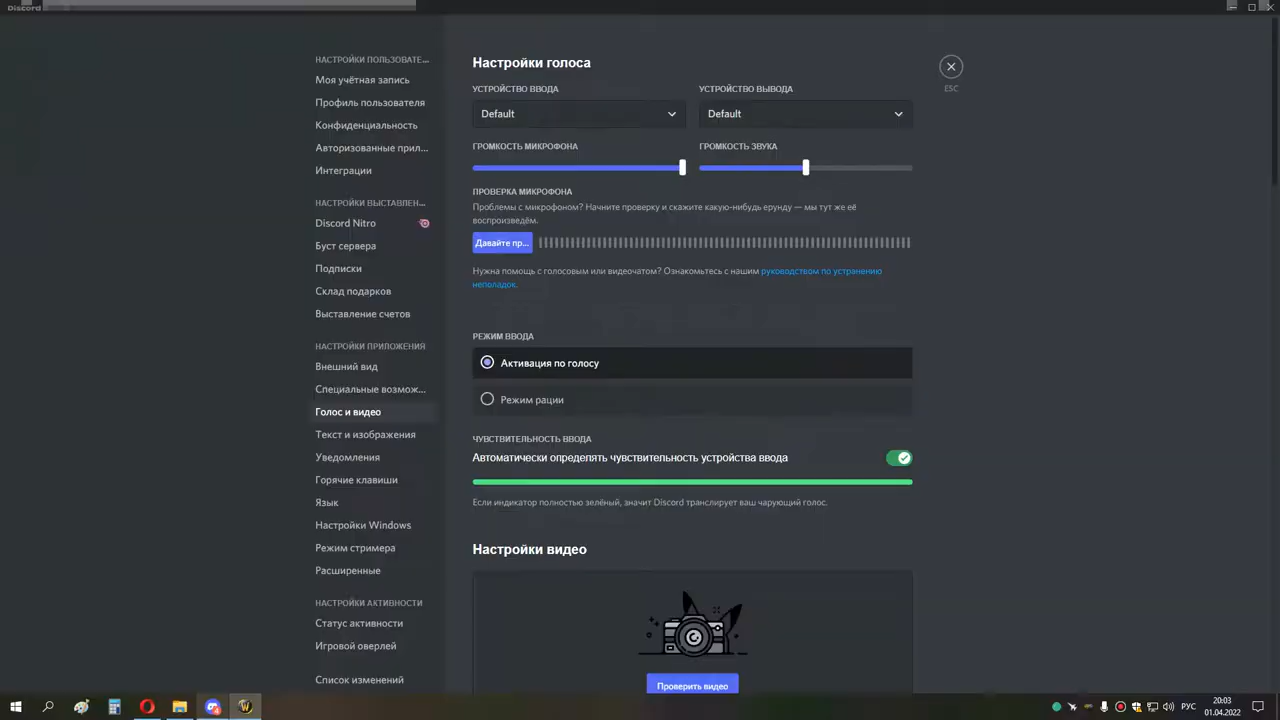 Discord
НАСТРОЙКИ ПОЛЬЗОВАТЕ...
Моя учётная запись
Профиль пользователя
Конфиденциальность
Авторизованные прил...
Интеграции
НАСТРОЙКИ ВЫСТАВЛЕН...
Discord Nitro
Буст сервера
Подписки
Склад подарков
Выставление счетов
НАСТРОЙКИ ПРИЛОЖЕНИЯ
Внешний вид
Специальные возмож...
Голос и видео
Текст и изображения
Уведомления
Горячие клавиши
Язык
Настройки Windows
Режим стримера
Расширенные
НАСТРОЙКИ АКТИВНОСТИ
Статус активности
Игровой оверлей
Список изменений
Настройки голоса
УСТРОЙСТВО ВВОДА
Default
УСТРОЙСТВО ВЫВОДА
Default
ГРОМКОСТЬ МИКРОФОНА
ГРОМКОСТЬ ЗВУКА
ПРОВЕРКА МИКРОФОНА
Проблемы с микрофоном? Начните проверку и скажите какую-нибудь ерунду — мы тут же её
воспроизведём.
Давайте пр...
Нужна помощь с голосовым или видеочатом? Ознакомьтесь с нашим руководством по устранению
неполадок.
РЕЖИМ ВВОДА
Активация по голосу
Режим рации
ЧУВСТВИТЕЛЬНОСТЬ ВВОДА
Автоматически определять чувствительность устройства ввода
Если индикатор полностью зелёный, значит Discord транслирует ваш чарующий голос.
Настройки видео
Проверить видео
ESC
РУС
20:03
01.04.2022